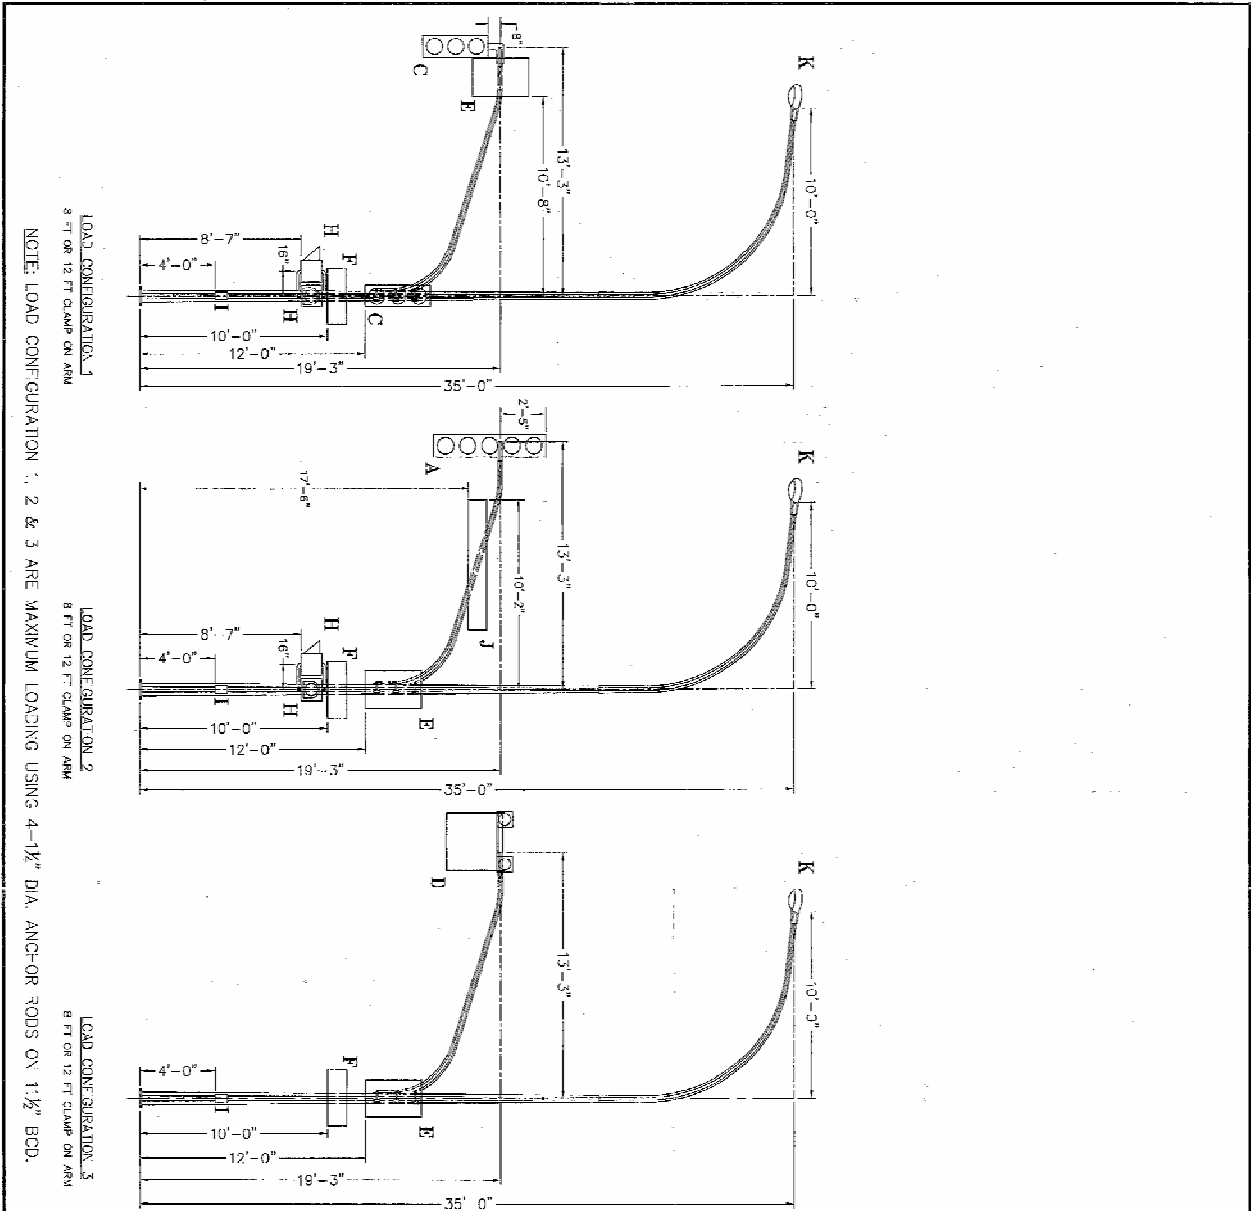 K
10'-0"
8"
C
E
13'-3"
10'-8"
H
F
8'-7"
16"
4'-0"
I
H
C
10'-0"
12'-0"
19'-3"
35'-0"
LOAD CONFIGURATION 1
8 FT OR 12 FT CLAMP ON ARM
K
10'-0"
2'-5"
A
17'-6"
13'-3"
10'-2"
J
H
F
8'-7"
16"
4'-0"
I
H
E
10'-0"
12'-0"
19'-3"
35'-0"
LOAD CONFIGURATION 2
8 FT OR 12 FT CLAMP ON ARM
K
10'-0"
D
13'-3"
F
4'-0"
I
E
10'-0"
12'-0"
19'-3"
35' 0"
LOAD CONFIGURATION 3
8 FT OR 12 FT CLAMP ON ARM
NOTE: LOAD CONFIGURATION 1, 2 & 3 ARE MAXIMUM LOADING USING 4-1½" DIA. ANCHOR RODS ON 11½" BCD.